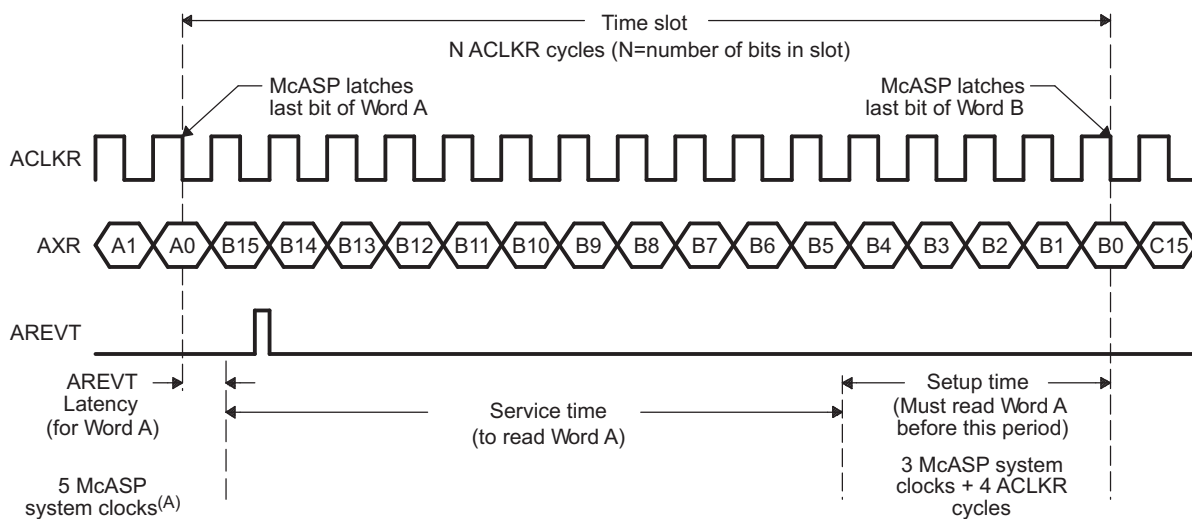 Time slot
N ACLKR cycles (N=number of bits in slot)
McASP latches
last bit of Word A
McASP latches
last bit of Word B
ACLKR
AXR A1 A0 B15 B14 B13 B12 B11 B10 B9 B8 B7 B6 B5 B4 B3 B2 B1 B0 C15
AREVT
AREVT
Latency
(for Word A)
Service time
(to read Word A)
Setup time
(Must read Word A
before this period)
5 McASP
system clocks(A)
3 McASP system
clocks + 4 ACLKR
cycles